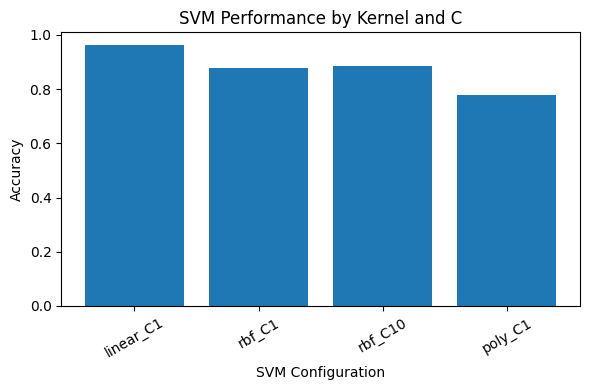 SVM Performance by Kernel and C
Accuracy
1.0
0.8
0.6
0.4
0.2
0.0
linear_C1
rbf_C1
rbf_C10
poly_C1
SVM Configuration